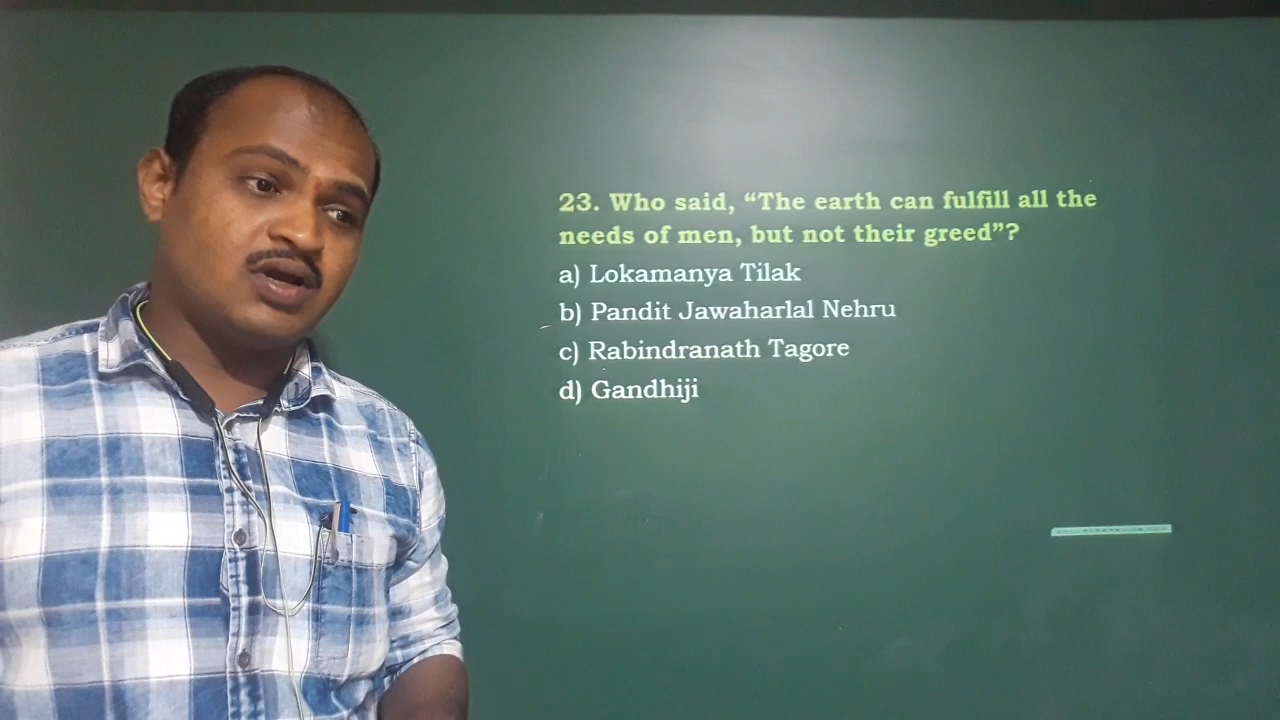 23. Who said, “The earth can fulfill all the
needs of men, but not their greed”?
a) Lokamanya Tilak
b) Pandit Jawaharlal Nehru
c) Rabindranath Tagore
d) Gandhiji